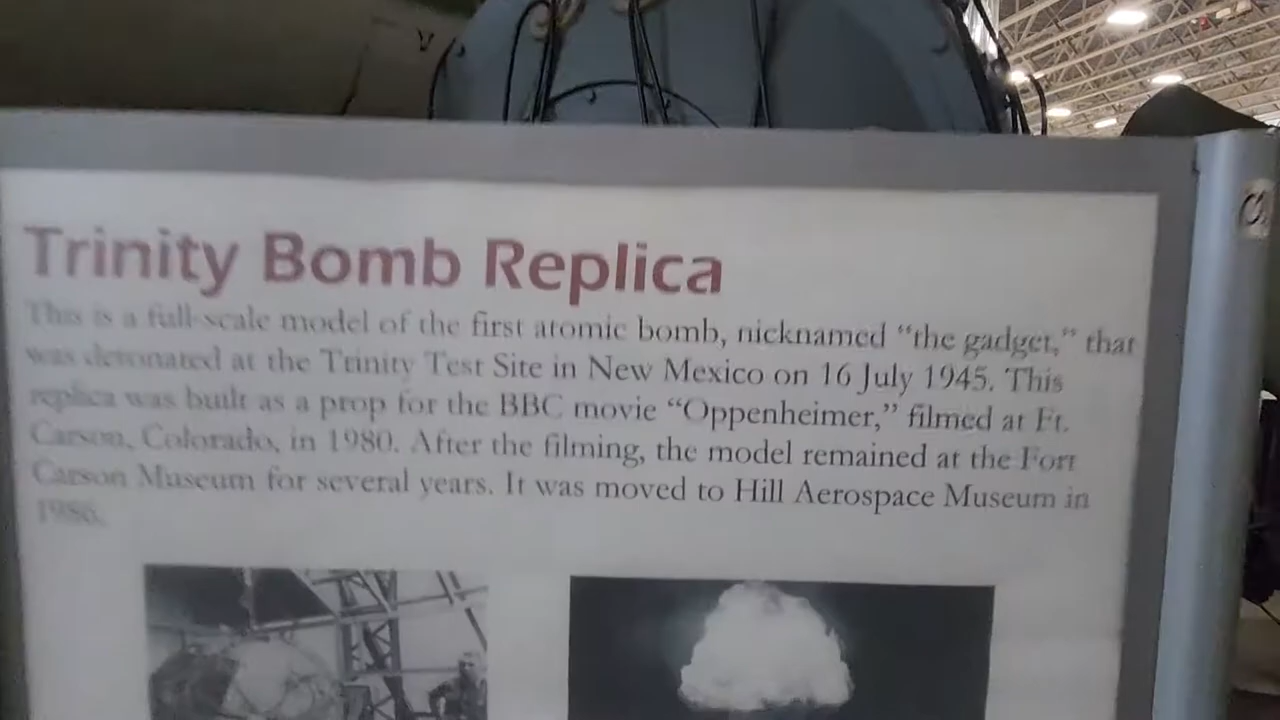 Trinity Bomb Replica
This is a full-scale model of the first atomic bomb, nicknamed “the gadget,” that
was detonated at the Trinity Test Site in New Mexico on 16 July 1945. This
replica was built as a prop for the BBC movie “Oppenheimer,” filmed at Ft.
Carson, Colorado, in 1980. After the filming, the model remained at the Fort
Carson Museum for several years. It was moved to Hill Aerospace Museum in
1986.